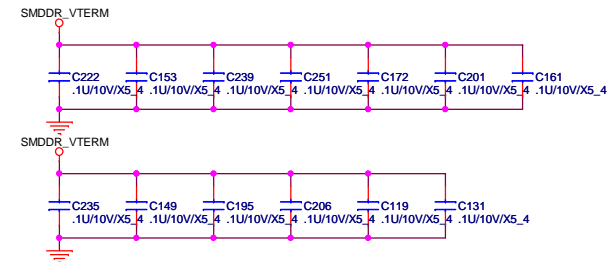 SMDDR_VTERM
C222 C153 C239 C251 C172 C201 C161
.1U/10V/X5_4 .1U/10V/X5_4 .1U/10V/X5_4 .1U/10V/X5_4 .1U/10V/X5_4 .1U/10V/X5_4 .1U/10V/X5_4
SMDDR_VTERM
C235 C149 C195 C206 C119 C131
.1U/10V/X5_4 .1U/10V/X5_4 .1U/10V/X5_4 .1U/10V/X5_4 .1U/10V/X5_4 .1U/10V/X5_4